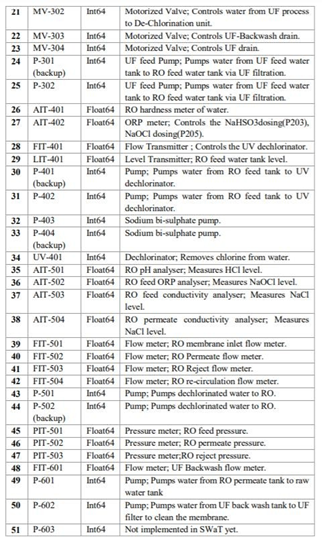 21 MV-302 Int64 Motorized Valve; Controls water from UF process
to De-Chlorination unit.
22 MV-303 Int64 Motorized Valve; Controls UF-Backwash drain.
23 MV-304 Int64 Motorized Valve; Controls UF drain.
24 P-301 Int64 UF feed Pump; Pumps water from UF feed water
(backup) tank to RO feed water tank via UF filtration.
25 P-302 Int64 UF feed Pump; Pumps water from UF feed water
tank to RO feed water tank via UF filtration.
26 AIT-401 Float64 RO hardness meter of water.
27 AIT-402 Float64 ORP meter; Controls the NaHSO3dosing(P203),
NaOCl dosing(P205).
28 FIT-401 Float64 Flow Transmitter ; Controls the UV dechlorinator.
29 LIT-401 Float64 Level Transmitter; RO feed water tank level.
30 P-401 Int64 Pump; Pumps water from RO feed tank to UV
(backup) dechlorinator.
31 P-402 Int64 Pump; Pumps water from RO feed tank to UV
dechlorinator.
32 P-403 Int64 Sodium bi-sulphate pump.
33 P-404 Int64 Sodium bi-sulphate pump.
(backup)
34 UV-401 Int64 Dechlorinator; Removes chlorine from water.
35 AIT-501 Float64 RO pH analyser; Measures HCl level.
36 AIT-502 Float64 RO feed ORP analyser; Measures NaOCl level.
37 AIT-503 Float64 RO feed conductivity analyser; Measures NaCl
level.
38 AIT-504 Float64 RO permeate conductivity analyser; Measures
NaCl level.
39 FIT-501 Float64 Flow meter; RO membrane inlet flow meter.
40 FIT-502 Float64 Flow meter; RO Permeate flow meter.
41 FIT-503 Float64 Flow meter; RO Reject flow meter.
42 FIT-504 Float64 Flow meter; RO re-circulation flow meter.
43 P-501 Int64 Pump; Pumps dechlorinated water to RO.
44 P-502 Int64 Pump; Pumps dechlorinated water to RO.
(backup)
45 PIT-501 Float64 Pressure meter; RO feed pressure.
46 PIT-502 Float64 Pressure meter; RO permeate pressure.
47 PIT-503 Float64 Pressure meter;RO reject pressure.
48 FIT-601 Float64 Flow meter; UF Backwash flow meter.
49 P-601 Int64 Pump; Pumps water from RO permeate tank to raw
water tank
50 P-602 Int64 Pump; Pumps water from UF back wash tank to UF
filter to clean the membrane.
51 P-603 Int64 Not implemented in SWaT yet.